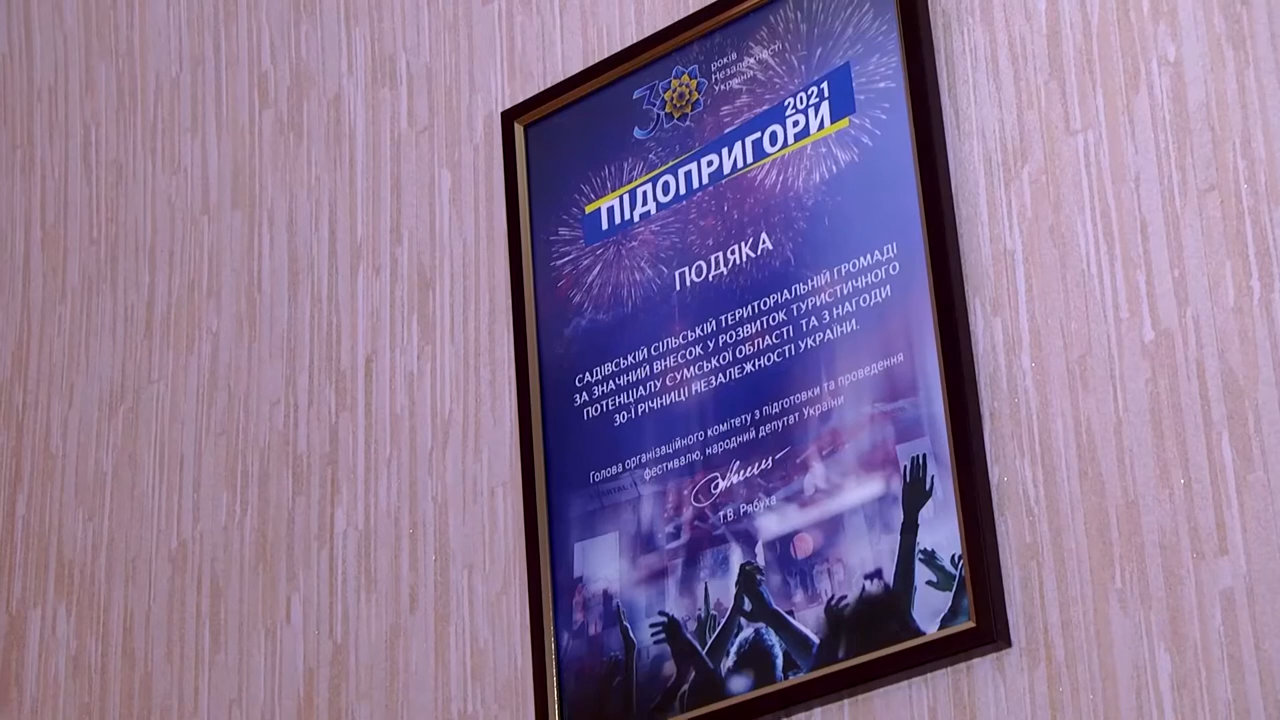 30 років
Незалежності
України
2021
ПІДОПРИГОРИ
ПОДЯКА
САДІВСЬКІЙ СІЛЬСЬКІЙ ТЕРИТОРІАЛЬНІЙ ГРОМАДІ
ЗА ЗНАЧНИЙ ВНЕСОК У РОЗВИТОК ТУРИСТИЧНОГО
ПОТЕНЦІАЛУ СУМСЬКОЇ ОБЛАСТІ ТА З НАГОДИ
30-Ї РІЧНИЦІ НЕЗАЛЕЖНОСТІ УКРАЇНИ.
Голова організаційного комітету з підготовки та проведення
фестивалю, народний депутат України
Т.В. Рябуха